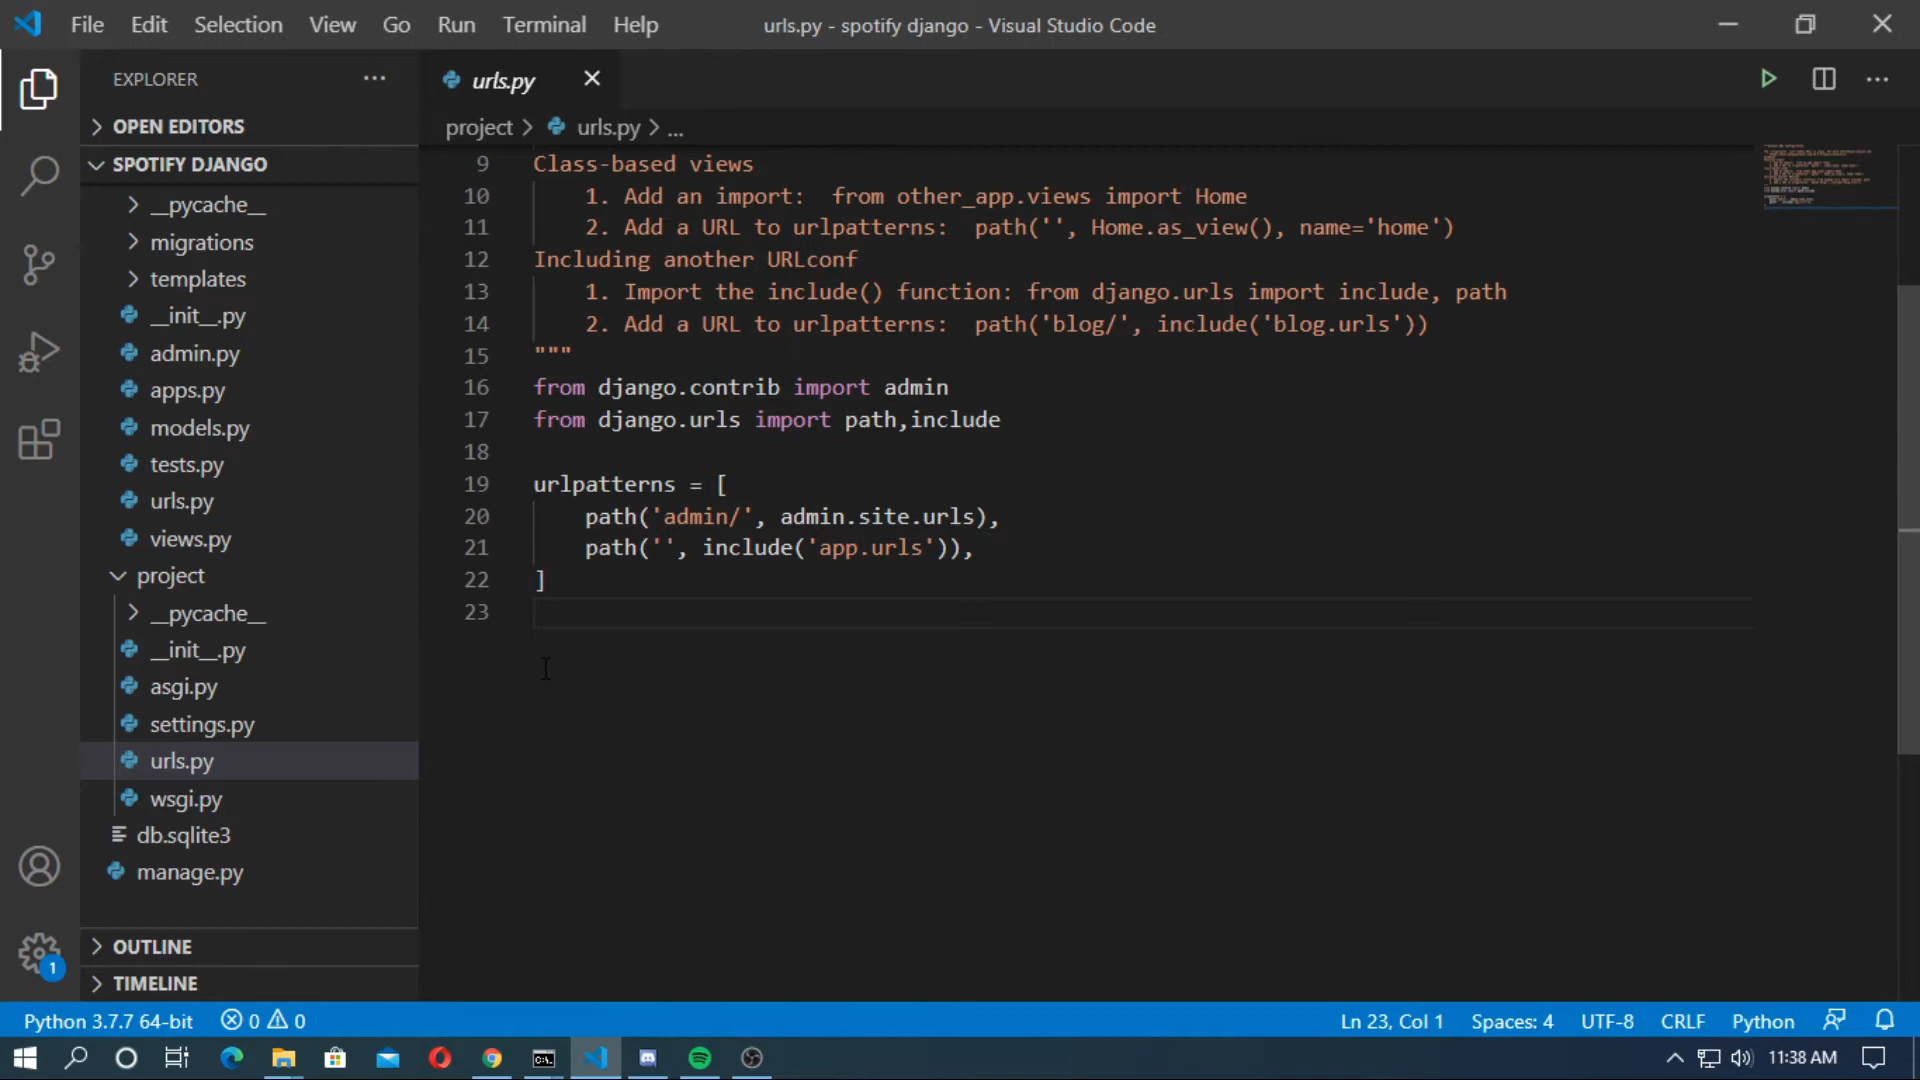 File Edit Selection View Go Run Terminal Help
urls.py - spotify django - Visual Studio Code
EXPLORER
OPEN EDITORS
SPOTIFY DJANGO
__pycache__
migrations
templates
__init__.py
admin.py
apps.py
models.py
tests.py
urls.py
views.py
project
__pycache__
__init__.py
asgi.py
settings.py
urls.py
wsgi.py
db.sqlite3
manage.py
OUTLINE
TIMELINE
1
urls.py
project > urls.py > ...
9 Class-based views
10 1. Add an import:  from other_app.views import Home
11 2. Add a URL to urlpatterns:  path('', Home.as_view(), name='home')
12 Including another URLconf
13 1. Import the include() function: from django.urls import include, path
14 2. Add a URL to urlpatterns:  path('blog/', include('blog.urls'))
15 """
16 from django.contrib import admin
17 from django.urls import path,include
18
19 urlpatterns = [
20 path('admin/', admin.site.urls),
21 path('', include('app.urls')),
22 ]
23
Python 3.7.7 64-bit 0 0 Ln 23, Col 1 Spaces: 4 UTF-8 CRLF Python
11:38 AM